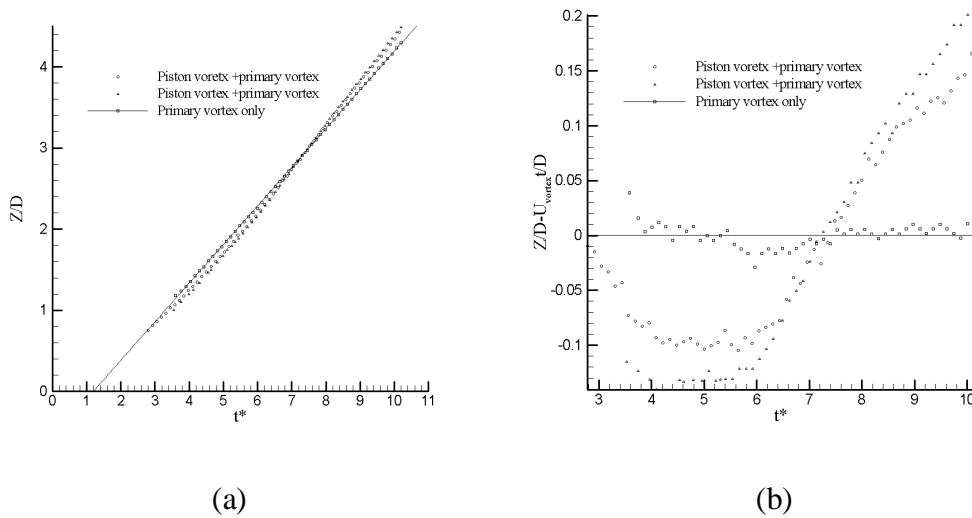 4
3
2
1
0
Z/D
Piston voretx +primary vortex
Piston vortex +primary vortex
Primary vortex only
0 1 2 3 4 5 6 7 8 9 10 11
t*
(a)
0.2
0.15
0.1
0.05
0
-0.05
-0.1
Z/D-U vortex t/D
Piston voretx +primary vortex
Piston vortex +primary vortex
Primary vortex only
3 4 5 6 7 8 9 10
t*
(b)